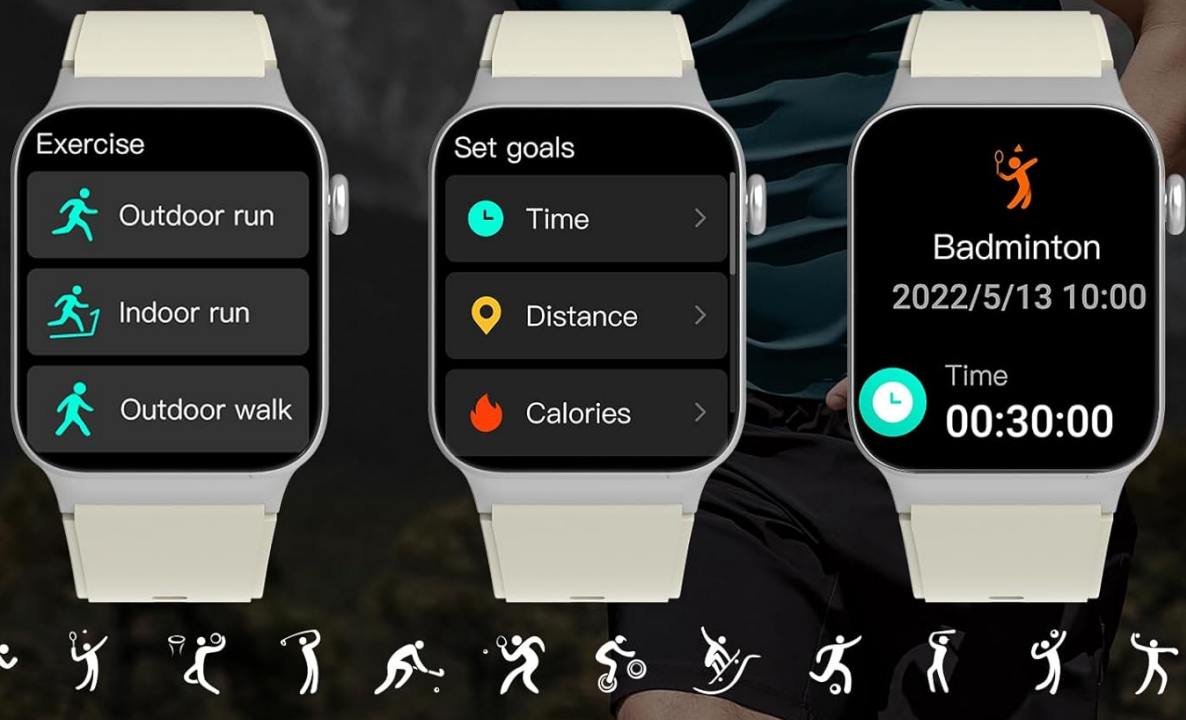 Exercise
Outdoor run
Indoor run
Outdoor walk
Set goals
Time
Distance
Calories
Badminton
2022/5/13 10:00
Time
00:30:00